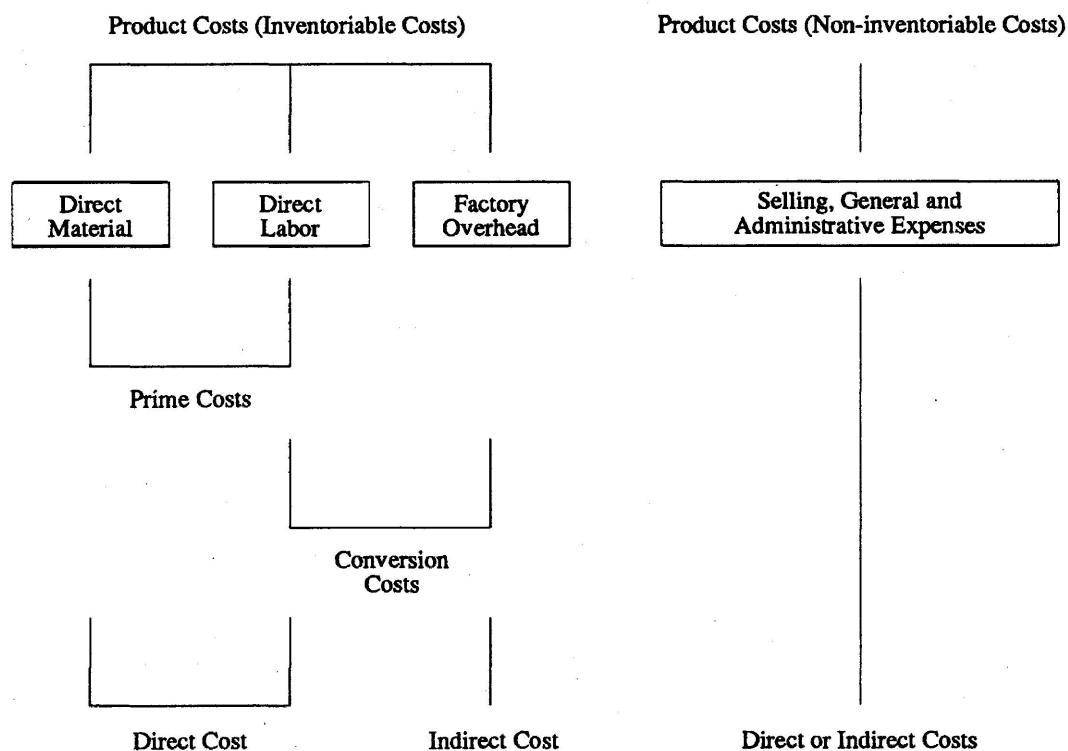 Product Costs (Inventoriable Costs)
Product Costs (Non-inventoriable Costs)
Direct
Material
Direct
Labor
Factory
Overhead
Selling, General and
Administrative Expenses
Prime Costs
Conversion
Costs
Direct Cost
Indirect Cost
Direct or Indirect Costs